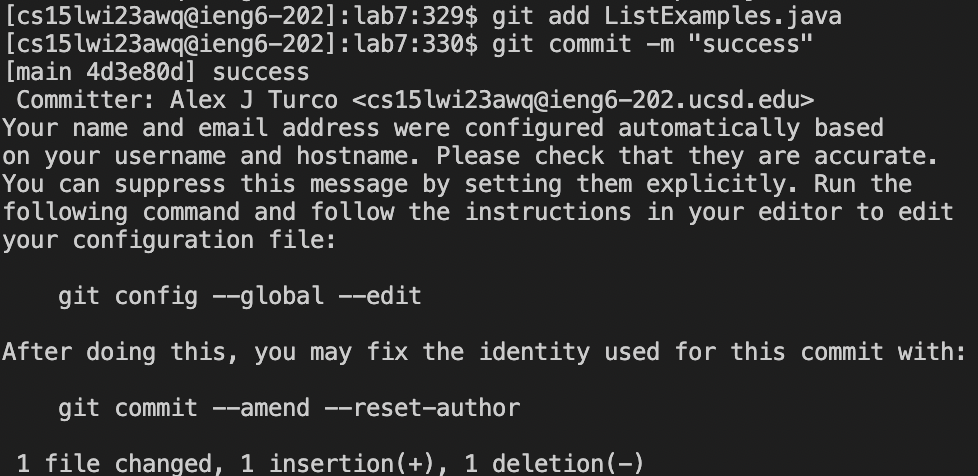 [cs15lwi23awq@ieng6-202]:lab7:329$ git add ListExamples.java
[cs15lwi23awq@ieng6-202]:lab7:330$ git commit -m "success"
[main 4d3e80d] success
 Committer: Alex J Turco <cs15lwi23awq@ieng6-202.ucsd.edu>
Your name and email address were configured automatically based
on your username and hostname. Please check that they are accurate.
You can suppress this message by setting them explicitly. Run the
following command and follow the instructions in your editor to edit
your configuration file:

    git config --global --edit

After doing this, you may fix the identity used for this commit with:

    git commit --amend --reset-author

 1 file changed, 1 insertion(+), 1 deletion(-)